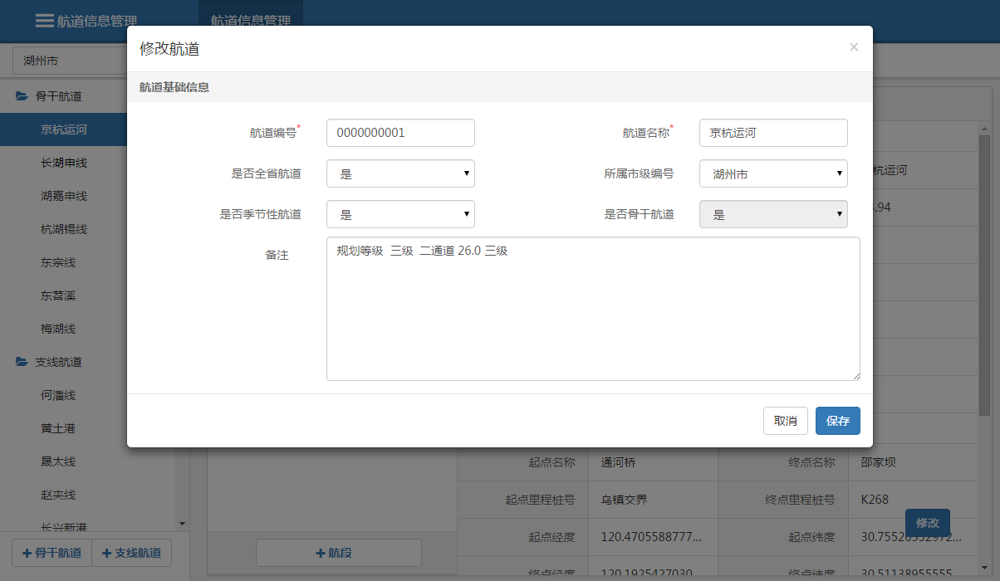 航道信息管理
航道信息管理
湖州市
骨干航道
京杭运河
长湖申线
湖嘉申线
杭湖锡线
东宗线
东苕溪
梅湖线
支线航道
何潘线
黄土港
晟太线
赵夹线
长兴新港
骨干航道 支线航道
修改航道 ×
航道基础信息
航道编号* 0000000001 航道名称* 京杭运河
是否全省航道 是 所属市级编号 湖州市
是否季节性航道 是 是否骨干航道 是
备注 规划等级 三级 二通道 26.0 三级
取消 保存
杭运河
.94
起点名称 通河桥 终点名称 邵家坝
起点里程桩号 乌镇交界 终点里程桩号 K268
起点经度 120.4705588777... 起点纬度 30.75526552972...
修改
终点经度 120.1925427030 终点纬度 30.51138955555
航段